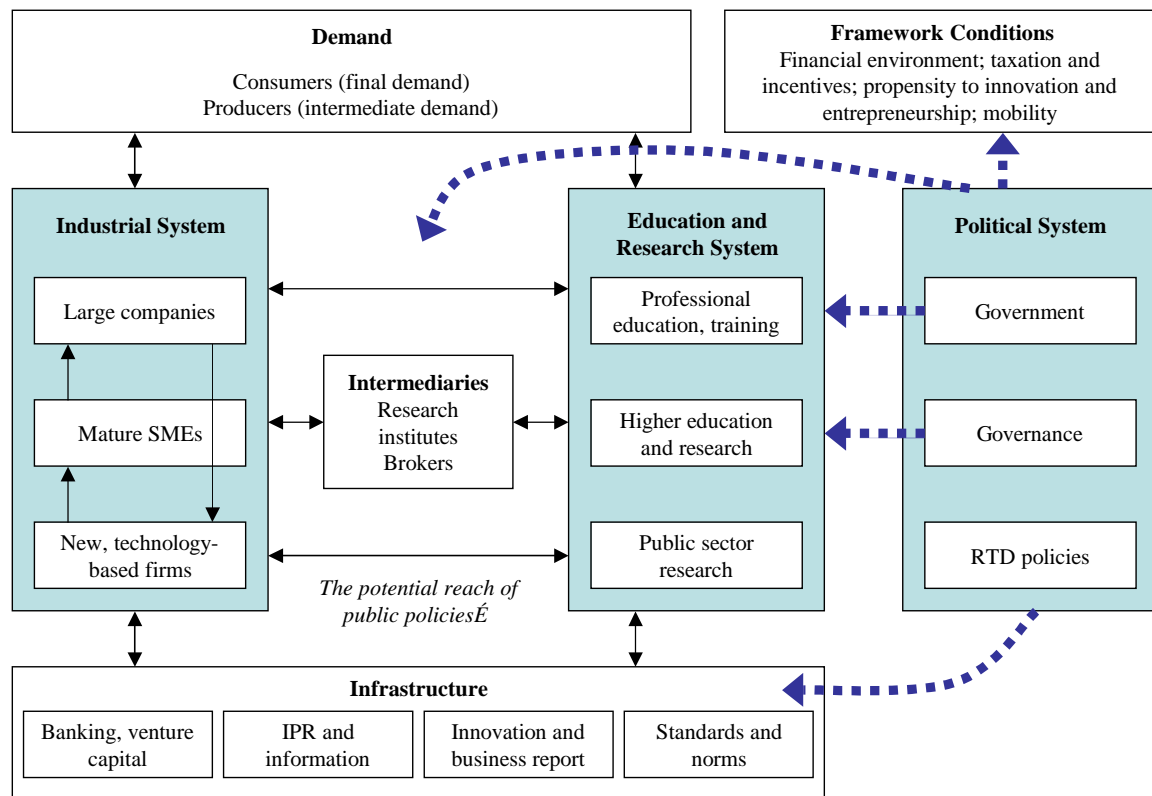 Demand
Consumers (final demand)
Producers (intermediate demand)
Framework Conditions
Financial environment; taxation and
incentives; propensity to innovation and
entrepreneurship; mobility
Industrial System
Large companies
Mature SMEs
New, technology-
based firms
Intermediaries
Research
institutes
Brokers
The potential reach of
public policiesÉ
Education and
Research System
Professional
education, training
Higher education
and research
Public sector
research
Political System
Government
Governance
RTD policies
Infrastructure
Banking, venture
capital
IPR and
information
Innovation and
business report
Standards and
norms